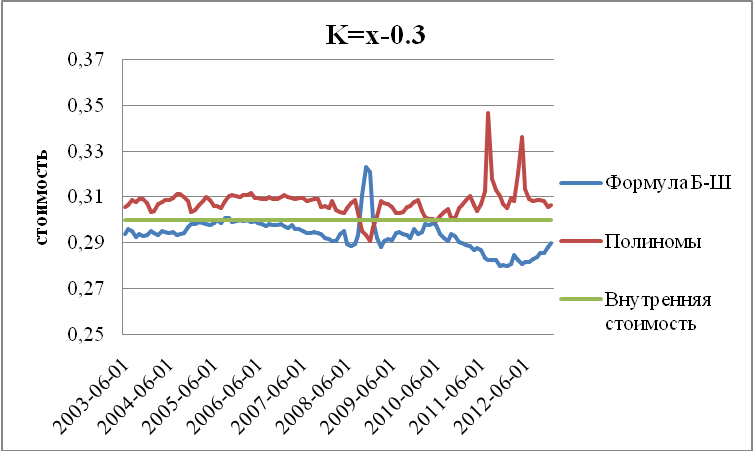 K=x-0.3
0,37
0,35
0,33
0,31
0,29
0,27
0,25
стоимость
2003-06-01
2004-06-01
2005-06-01
2006-06-01
2007-06-01
2008-06-01
2009-06-01
2010-06-01
2011-06-01
2012-06-01
Формула Б-Ш
Полиномы
Внутренняя
стоимость